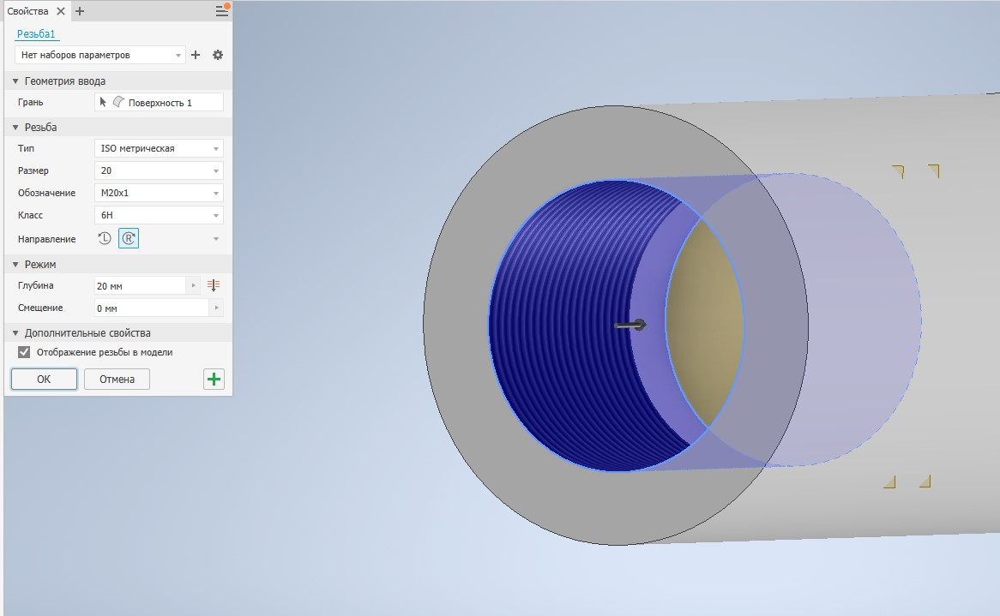 Свойства
Резьба1
Нет наборов параметров
Геометрия ввода
Грань Поверхность 1
Резьба
Тип ISO метрическая
Размер 20
Обозначение M20x1
Класс 6H
Направление L R
Режим
Глубина 20 мм
Смещение 0 мм
Дополнительные свойства
Отображение резьбы в модели
ОК Отмена